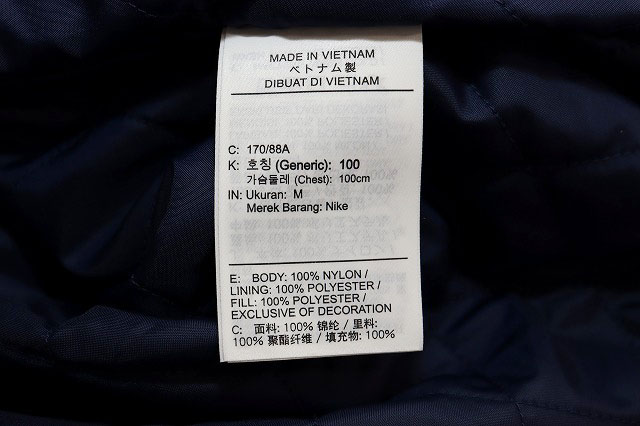 MADE IN VIETNAM
ベトナム製
DIBUAT DI VIETNAM
C: 170/88A
K: 호칭 (Generic): 100
가슴둘레 (Chest): 100cm
IN: Ukuran: M
Merek Barang: Nike
E: BODY: 100% NYLON /
LINING: 100% POLYESTER /
FILL: 100% POLYESTER /
EXCLUSIVE OF DECORATION
C: 面料: 100% 锦纶 / 里料:
100% 聚酯纤维 / 填充物: 100%